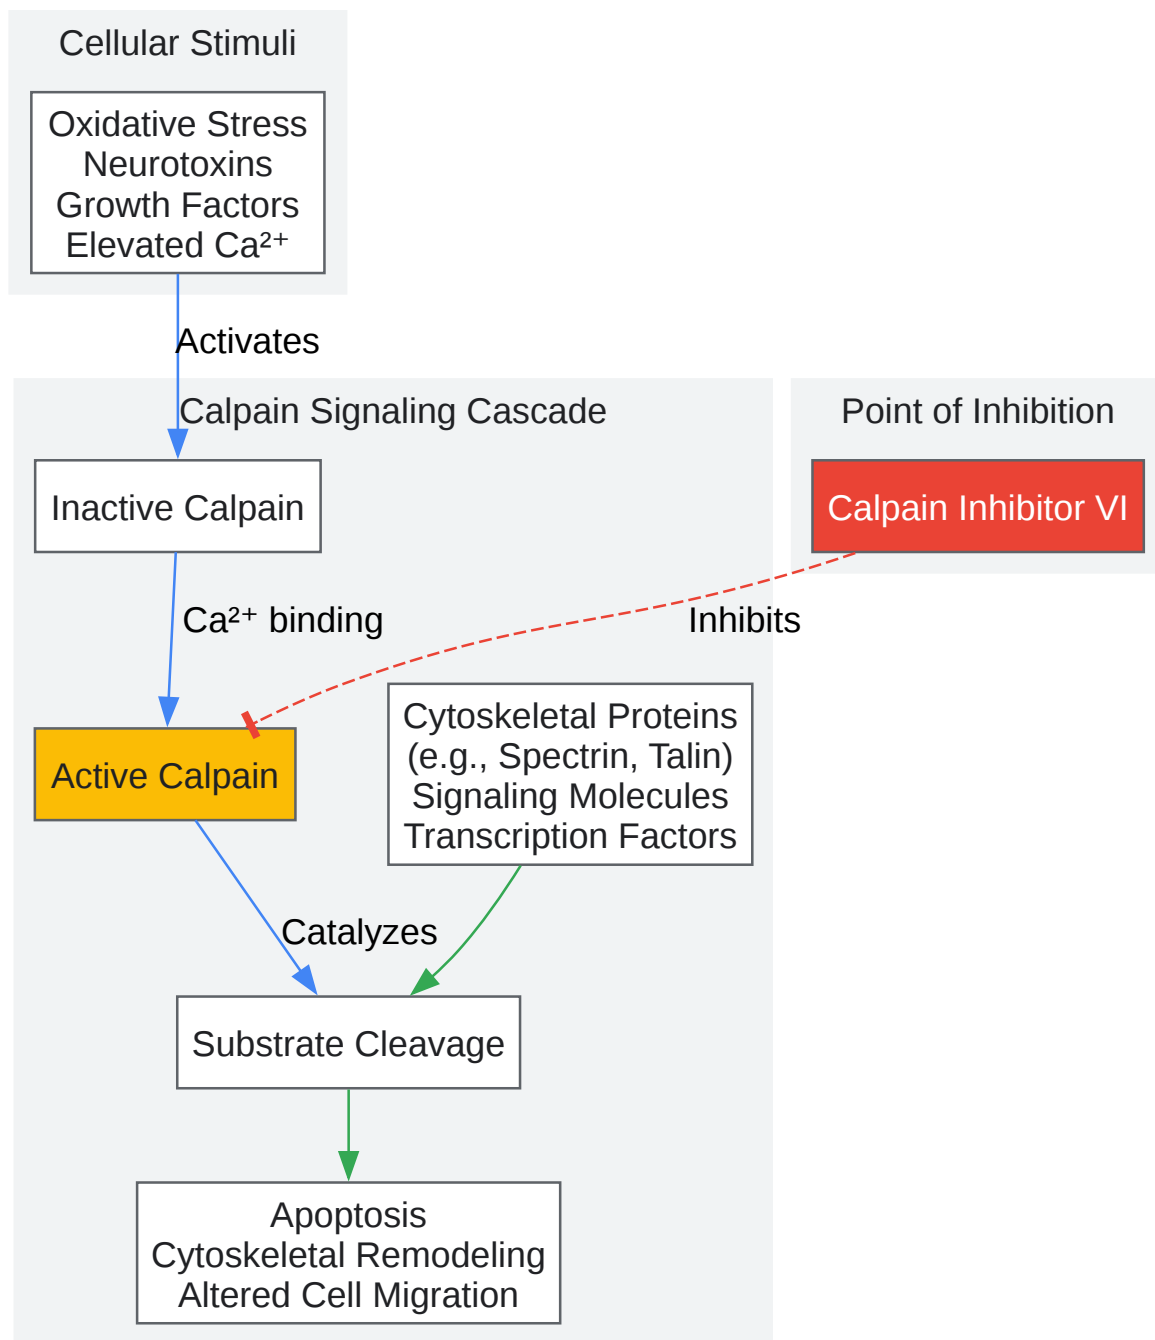 Cellular Stimuli
Oxidative Stress
Neurotoxins
Growth Factors
Elevated Ca²⁺
Activates
Calpain Signaling Cascade
Point of Inhibition
Inactive Calpain
Calpain Inhibitor VI
Ca²⁺ binding
Inhibits
Active Calpain
Cytoskeletal Proteins
(e.g., Spectrin, Talin)
Signaling Molecules
Transcription Factors
Catalyzes
Substrate Cleavage
Apoptosis
Cytoskeletal Remodeling
Altered Cell Migration